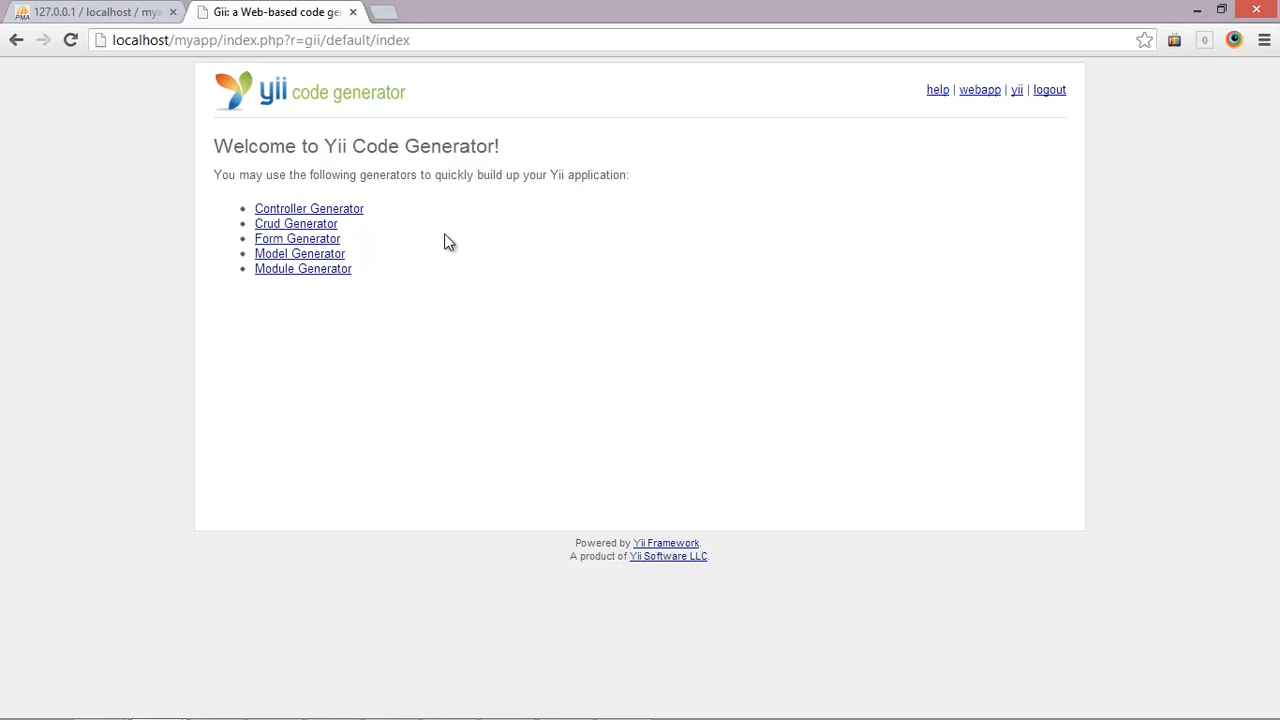 127.0.0.1 / localhost / mya
Gii: a Web-based code ge
localhost/myapp/index.php?r=gii/default/index
0
yii code generator
help | webapp | yii | logout
Welcome to Yii Code Generator!
You may use the following generators to quickly build up your Yii application:
• Controller Generator
• Crud Generator
• Form Generator
• Model Generator
• Module Generator
Powered by Yii Framework.
A product of Yii Software LLC.